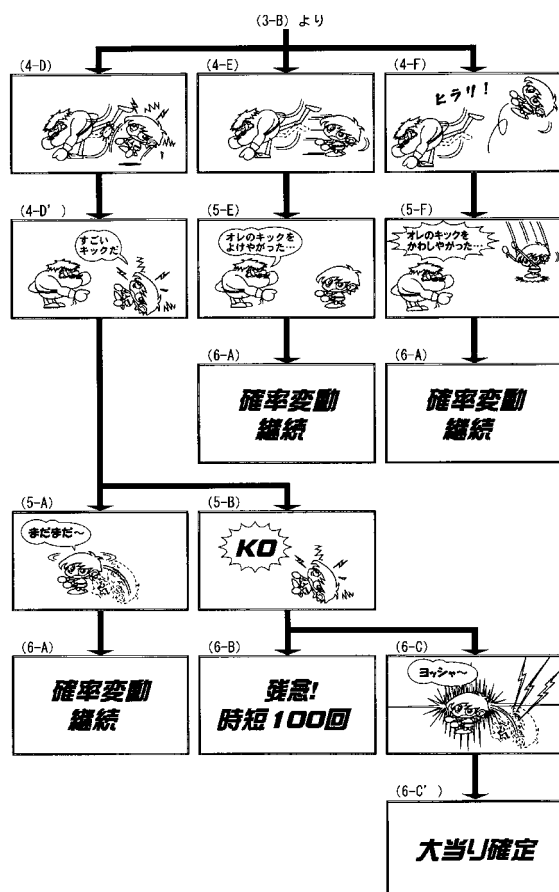 (3-B) より
(4-D)
(4-E)
(4-F)
ヒラリ!
(4-D')
すごい
キックだ
(5-E)
オレのキックを
よけやがった…
(5-F)
オレのキックを
かわしやがった…
(6-A)
確率変動
継続
(6-A)
確率変動
継続
(5-A)
まだまだ~
(5-B)
KO
(6-A)
確率変動
継続
(6-B)
残念!
時短100回
(6-C)
ヨッシャ~
(6-C')
大当り確定